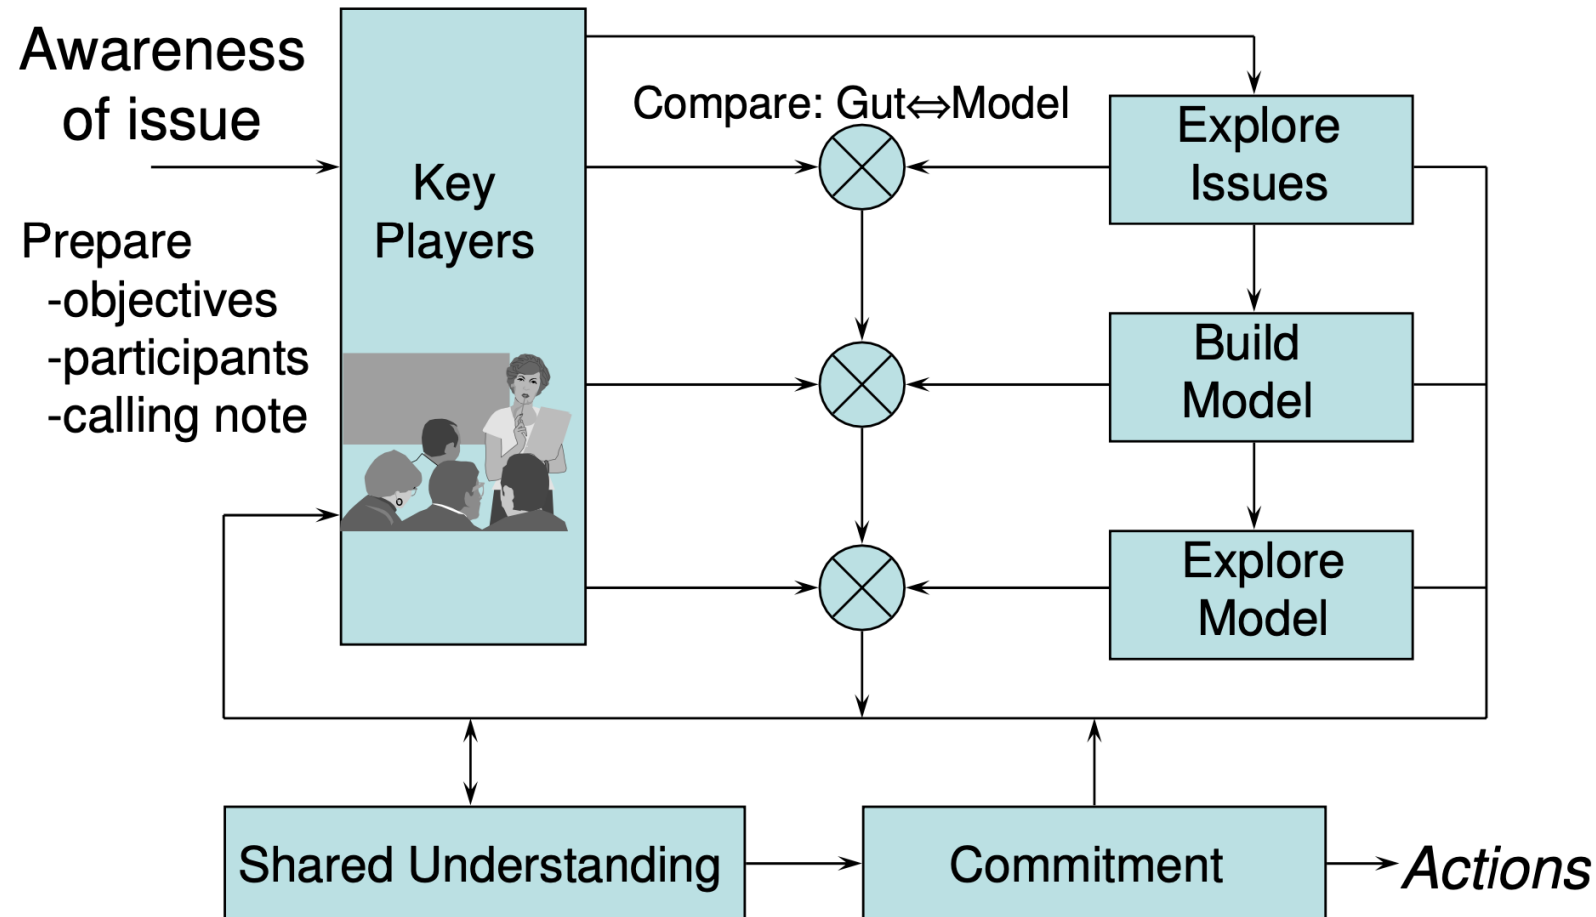 Awareness
of issue
Prepare
-objectives
-participants
-calling note
Key
Players
Compare: Gut⇔Model
Explore
Issues
Build
Model
Explore
Model
Shared Understanding
Commitment
Actions